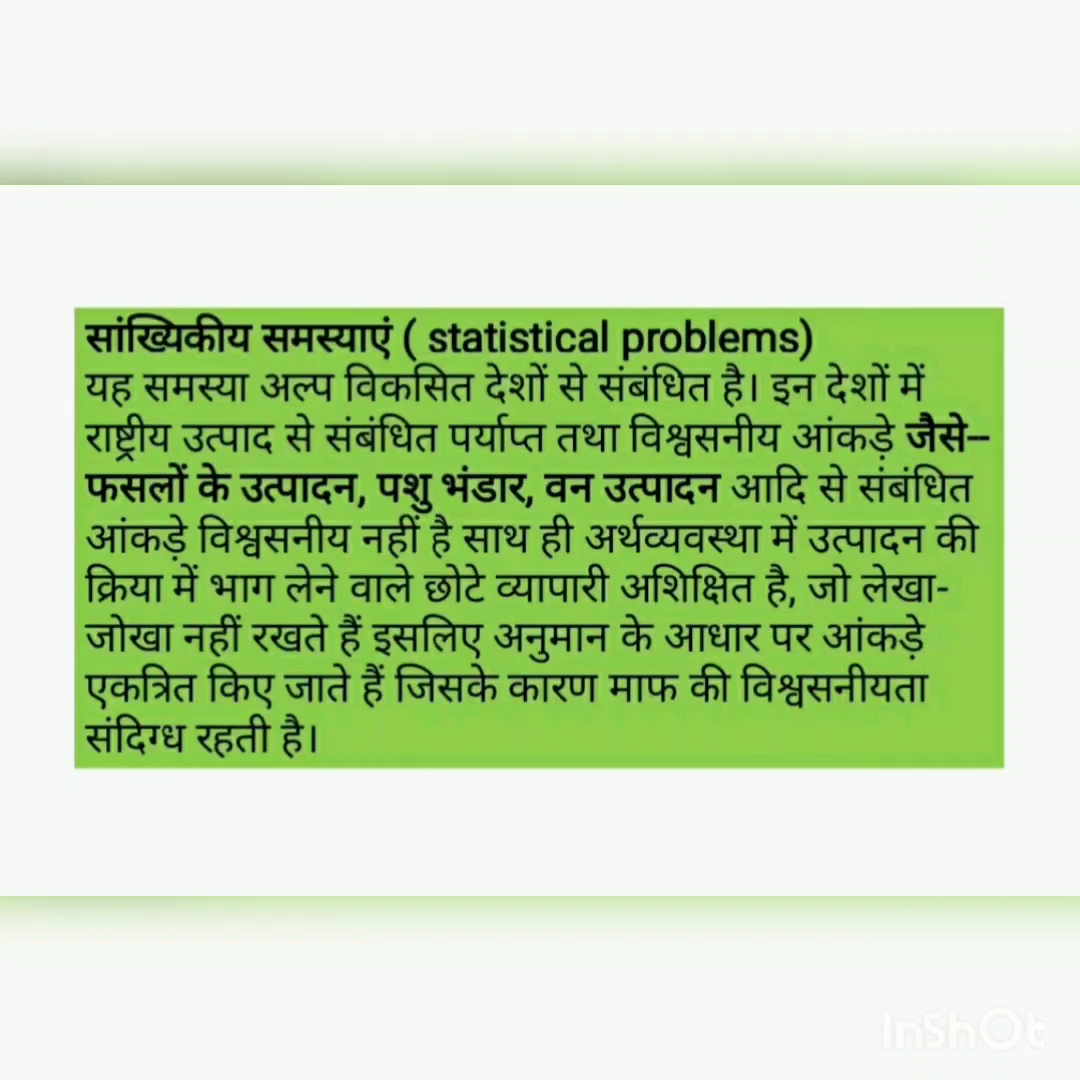 सांख्यिकीय समस्याएं ( statistical problems)
यह समस्या अल्प विकसित देशों से संबंधित है। इन देशों में
राष्ट्रीय उत्पाद से संबंधित पर्याप्त तथा विश्वसनीय आंकड़े जैसे–
फसलों के उत्पादन, पशु भंडार, वन उत्पादन आदि से संबंधित
आंकड़े विश्वसनीय नहीं है साथ ही अर्थव्यवस्था में उत्पादन की
क्रिया में भाग लेने वाले छोटे व्यापारी अशिक्षित है, जो लेखा-
जोखा नहीं रखते हैं इसलिए अनुमान के आधार पर आंकड़े
एकत्रित किए जाते हैं जिसके कारण माफ की विश्वसनीयता
संदिग्ध रहती है।
InShOt